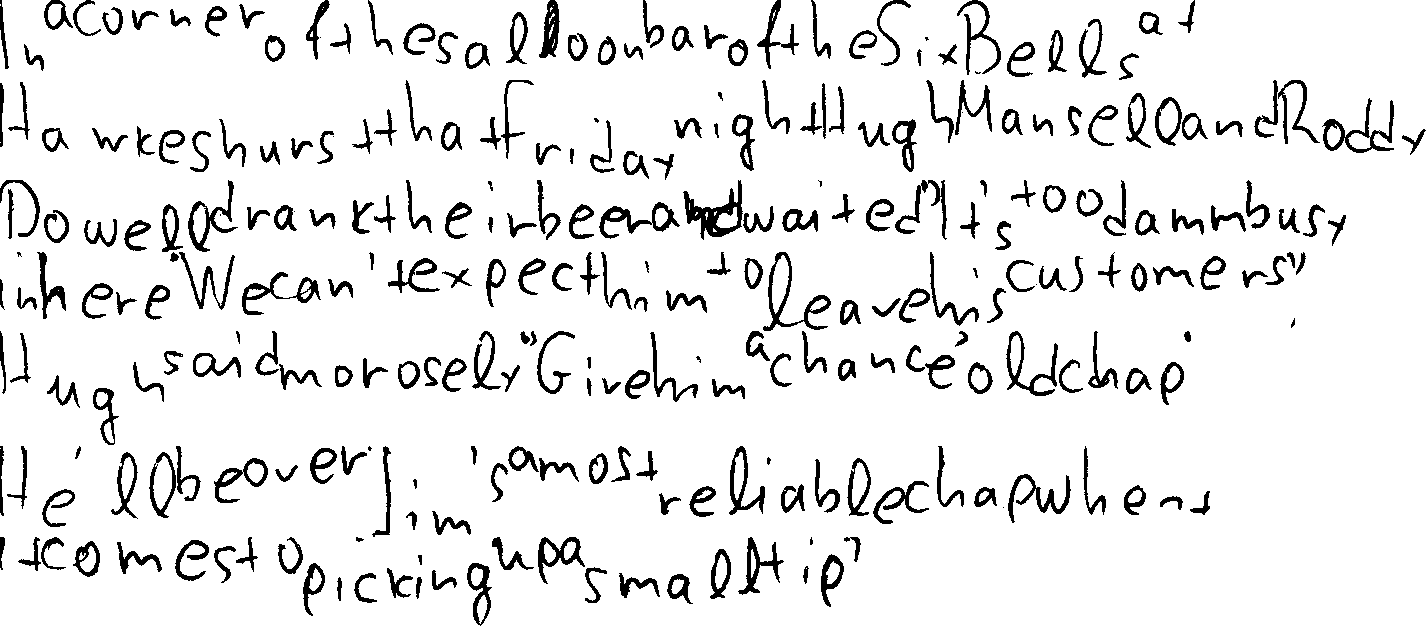 In a corner of the salloon bar of the Six Bells at
Hawkeshurst that Friday night Hugh Mansell and Roddy
Dowell drank their beer and waited "It's too damm busy
in here "We can't expect him to leave his customers",
Hugh said morosely "Give him a chance, old chap.
He'll be over. Jim's a most reliable chap when t
it comes to picking up a small tip"